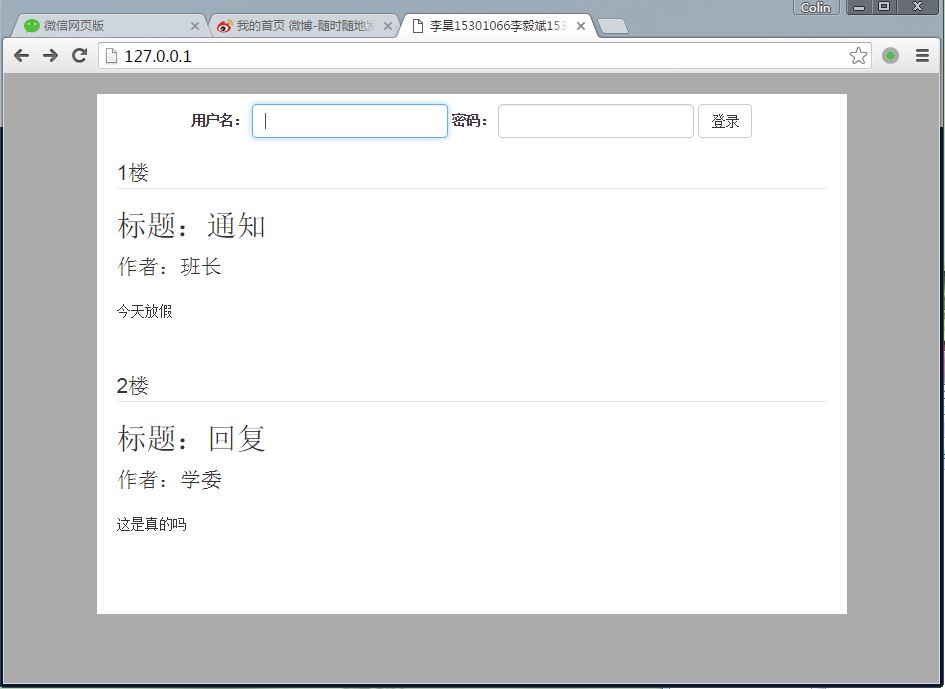 Colin
微信网页版
我的首页 微博-随时随地发
李昊15301066李毅斌153
127.0.0.1
用户名： 密码： 登录
1楼
标题：通知
作者：班长
今天放假
2楼
标题：回复
作者：学委
这是真的吗